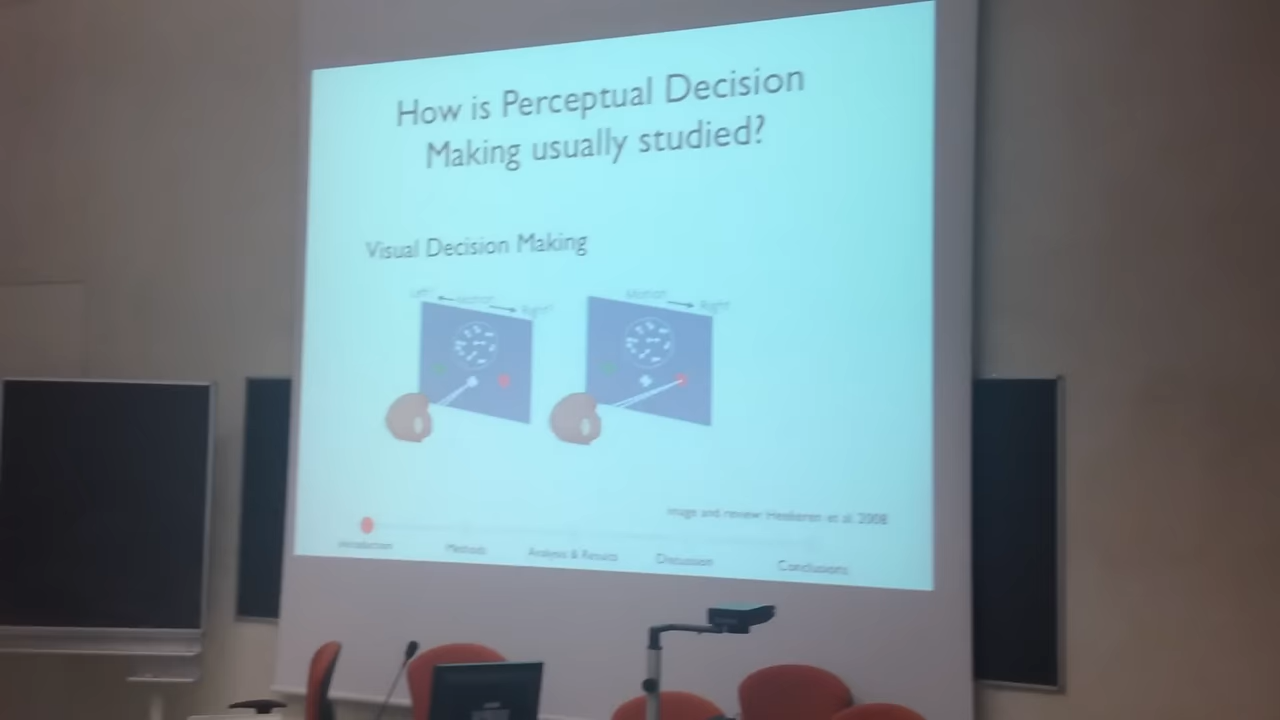 How is Perceptual Decision
Making usually studied?
Visual Decision Making
Left? Motion Right?
Motion Right
Image and review: Heekeren et al. 2008
Introduction Methods Analysis & Results Discussion Conclusions